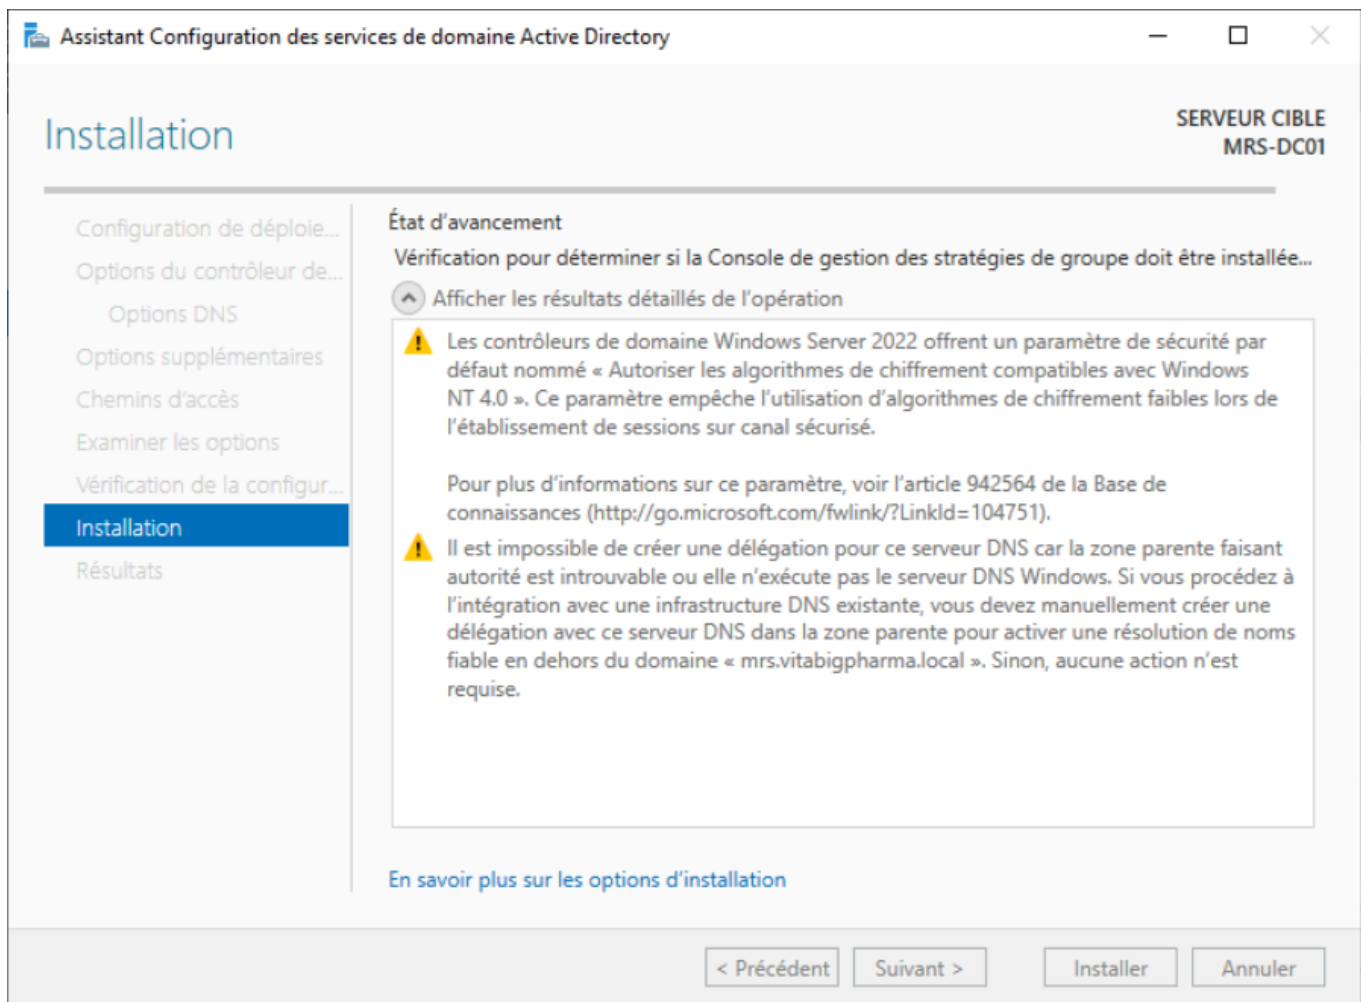 Assistant Configuration des services de domaine Active Directory
Installation
SERVEUR CIBLE
MRS-DC01
Configuration de déploie...
Options du contrôleur de...
Options DNS
Options supplémentaires
Chemins d'accès
Examiner les options
Vérification de la configur...
Installation
Résultats
État d'avancement
Vérification pour déterminer si la Console de gestion des stratégies de groupe doit être installée...
Afficher les résultats détaillés de l'opération
Les contrôleurs de domaine Windows Server 2022 offrent un paramètre de sécurité par
défaut nommé « Autoriser les algorithmes de chiffrement compatibles avec Windows
NT 4.0 ». Ce paramètre empêche l'utilisation d'algorithmes de chiffrement faibles lors de
l'établissement de sessions sur canal sécurisé.
Pour plus d'informations sur ce paramètre, voir l'article 942564 de la Base de
connaissances (http://go.microsoft.com/fwlink/?LinkId=104751).
Il est impossible de créer une délégation pour ce serveur DNS car la zone parente faisant
autorité est introuvable ou elle n'exécute pas le serveur DNS Windows. Si vous procédez à
l'intégration avec une infrastructure DNS existante, vous devez manuellement créer une
délégation avec ce serveur DNS dans la zone parente pour activer une résolution de noms
fiable en dehors du domaine « mrs.vitabigpharma.local ». Sinon, aucune action n'est
requise.
En savoir plus sur les options d'installation
< Précédent
Suivant >
Installer
Annuler